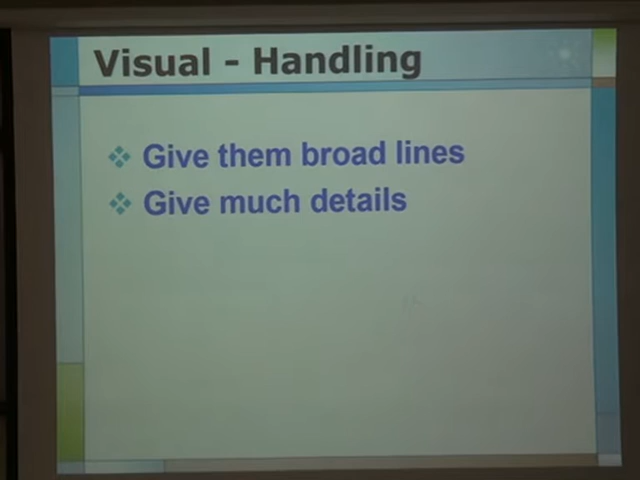 Visual - Handling
Give them broad lines
Give much details